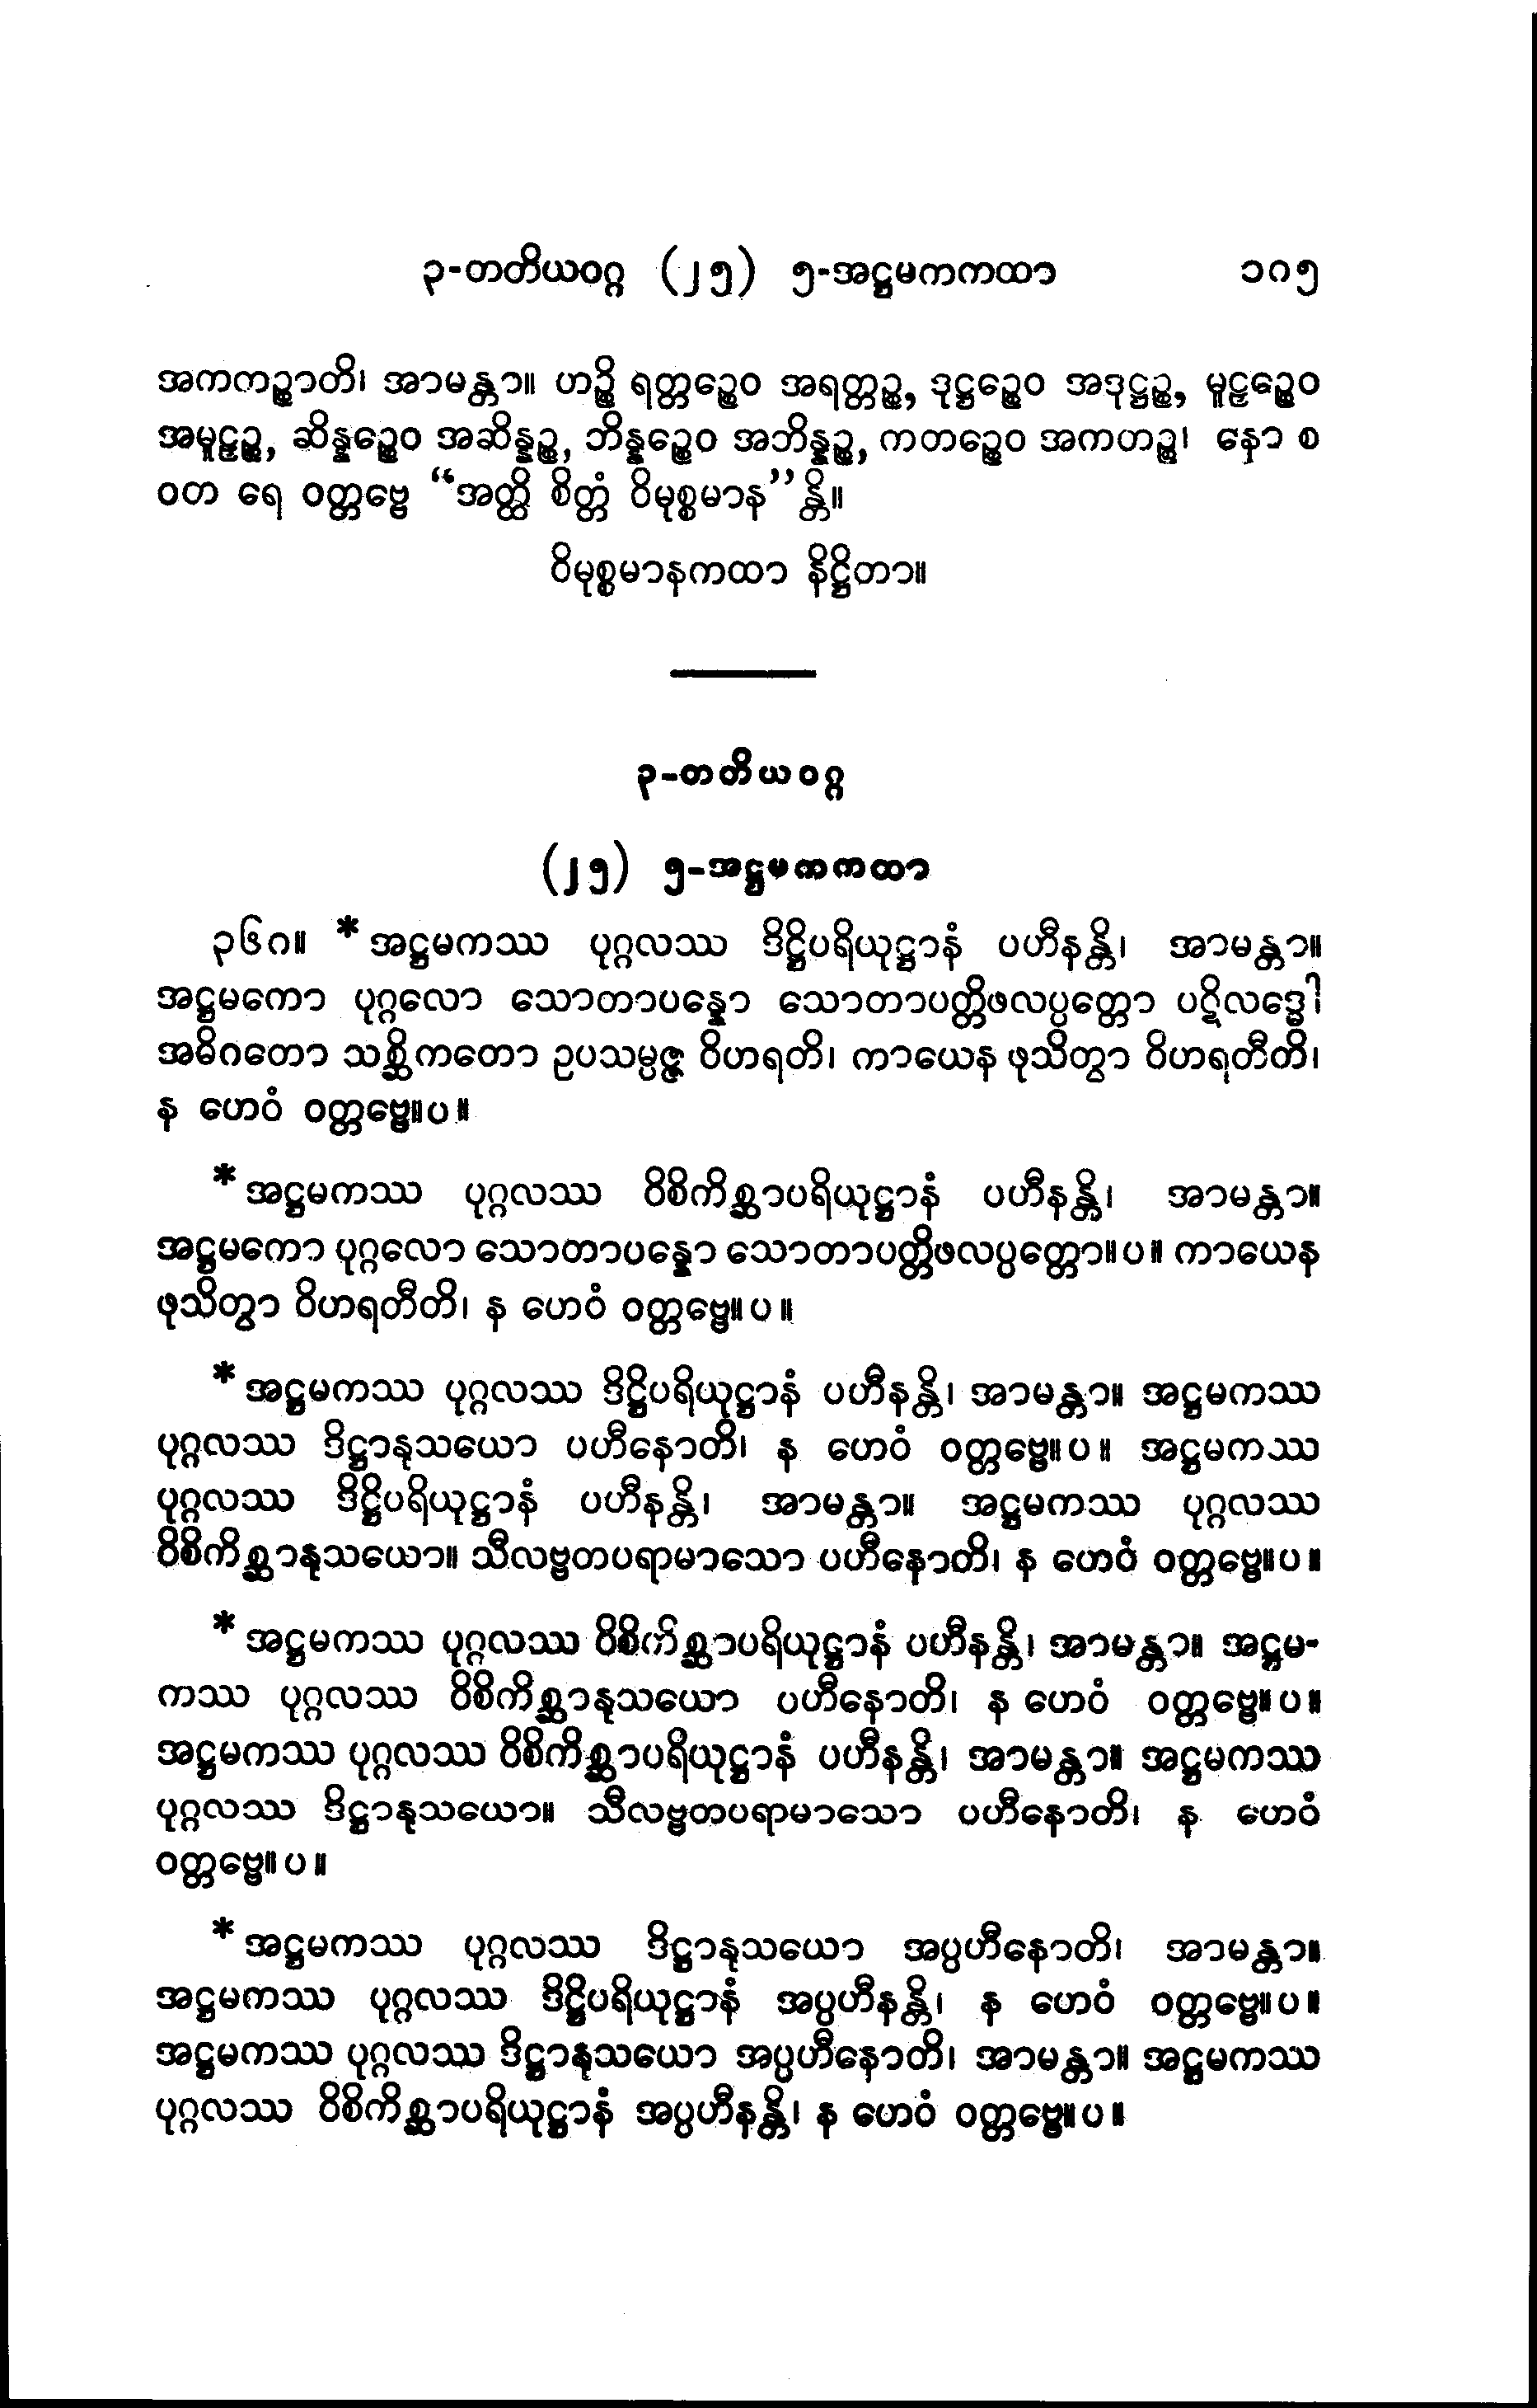 ၃-တတိယဝဂ္ဂ (၂၅) ၅-အဋ္ဌမကကထာ ၁၈၅
အကကဉ္စာတိ၊ အာမန္တာ။ ဟဉ္စိ ရတ္တဉ္စေဝ အရတ္တဉ္စ, ဒုဋ္ဌဉ္စေဝ အဒုဋ္ဌဉ္စ, မူဠှဉ္စေဝ
အမူဠှဉ္စ, ဆိန္နဉ္စေဝ အဆိန္နဉ္စ, ဘိန္နဉ္စေဝ အဘိန္နဉ္စ, ကတဉ္စေဝ အကတဉ္စ၊ နော စ
ဝတ ရေ ဝတ္တဗ္ဗေ “အတ္ထိ စိတ္တံ ဝိမုစ္စမာန”န္တိ။
ဝိမုစ္စမာနကထာ နိဋ္ဌိတာ။
၃-တတိယဝဂ္ဂ
(၂၅) ၅-အဋ္ဌမကကထာ
၃၆၈။ *အဋ္ဌမကဿ ပုဂ္ဂလဿ ဒိဋ္ဌိပရိယုဋ္ဌာနံ ပဟီနန္တိ၊ အာမန္တာ။
အဋ္ဌမကော ပုဂ္ဂလော သောတာပန္နော သောတာပတ္တိဖလပ္ပတ္တော ပဋိလဒ္ဓေါ
အဓိဂတော သစ္ဆိကတော ဥပသမ္ပဇ္ဇ ဝိဟရတိ၊ ကာယေန ဖုသိတွာ ဝိဟရတီတိ၊
န ဟေဝံ ဝတ္တဗ္ဗေ။ပ။
*အဋ္ဌမကဿ ပုဂ္ဂလဿ ဝိစိကိစ္ဆာပရိယုဋ္ဌာနံ ပဟီနန္တိ၊ အာမန္တာ။
အဋ္ဌမကော ပုဂ္ဂလော သောတာပန္နော သောတာပတ္တိဖလပ္ပတ္တော။ပ။ ကာယေန
ဖုသိတွာ ဝိဟရတီတိ၊ န ဟေဝံ ဝတ္တဗ္ဗေ။ပ။
*အဋ္ဌမကဿ ပုဂ္ဂလဿ ဒိဋ္ဌိပရိယုဋ္ဌာနံ ပဟီနန္တိ၊ အာမန္တာ။ အဋ္ဌမကဿ
ပုဂ္ဂလဿ ဒိဋ္ဌာနုသယော ပဟီနောတိ၊ န ဟေဝံ ဝတ္တဗ္ဗေ။ပ။ အဋ္ဌမကဿ
ပုဂ္ဂလဿ ဒိဋ္ဌိပရိယုဋ္ဌာနံ ပဟီနန္တိ၊ အာမန္တာ။ အဋ္ဌမကဿ ပုဂ္ဂလဿ
ဝိစိကိစ္ဆာနုသယော။ သီလဗ္ဗတပရာမာသော ပဟီနောတိ၊ န ဟေဝံ ဝတ္တဗ္ဗေ။ပ။
*အဋ္ဌမကဿ ပုဂ္ဂလဿ ဝိစိကိစ္ဆာပရိယုဋ္ဌာနံ ပဟီနန္တိ၊ အာမန္တာ။ အဋ္ဌမ-
ကဿ ပုဂ္ဂလဿ ဝိစိကိစ္ဆာနုသယော ပဟီနောတိ၊ န ဟေဝံ ဝတ္တဗ္ဗေ။ပ။
အဋ္ဌမကဿ ပုဂ္ဂလဿ ဝိစိကိစ္ဆာပရိယုဋ္ဌာနံ ပဟီနန္တိ၊ အာမန္တာ။ အဋ္ဌမကဿ
ပုဂ္ဂလဿ ဒိဋ္ဌာနုသယော။ သီလဗ္ဗတပရာမာသော ပဟီနောတိ၊ န ဟေဝံ
ဝတ္တဗ္ဗေ။ပ။
*အဋ္ဌမကဿ ပုဂ္ဂလဿ ဒိဋ္ဌာနုသယော အပ္ပဟီနောတိ၊ အာမန္တာ။
အဋ္ဌမကဿ ပုဂ္ဂလဿ ဒိဋ္ဌိပရိယုဋ္ဌာနံ အပ္ပဟီနန္တိ၊ န ဟေဝံ ဝတ္တဗ္ဗေ။ပ။
အဋ္ဌမကဿ ပုဂ္ဂလဿ ဒိဋ္ဌာနုသယော အပ္ပဟီနောတိ၊ အာမန္တာ။ အဋ္ဌမကဿ
ပုဂ္ဂလဿ ဝိစိကိစ္ဆာပရိယုဋ္ဌာနံ အပ္ပဟီနန္တိ၊ န ဟေဝံ ဝတ္တဗ္ဗေ။ပ။